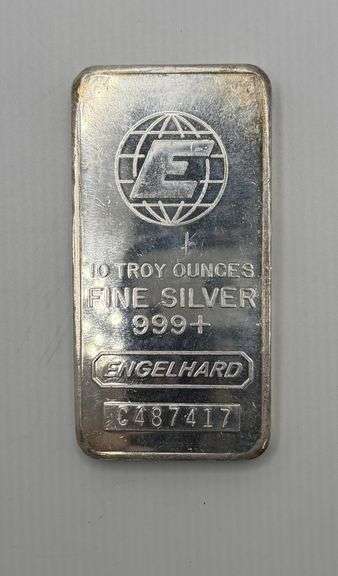 E
10 TROY OUNCES
FINE SILVER
999+
ENGELHARD
C487417